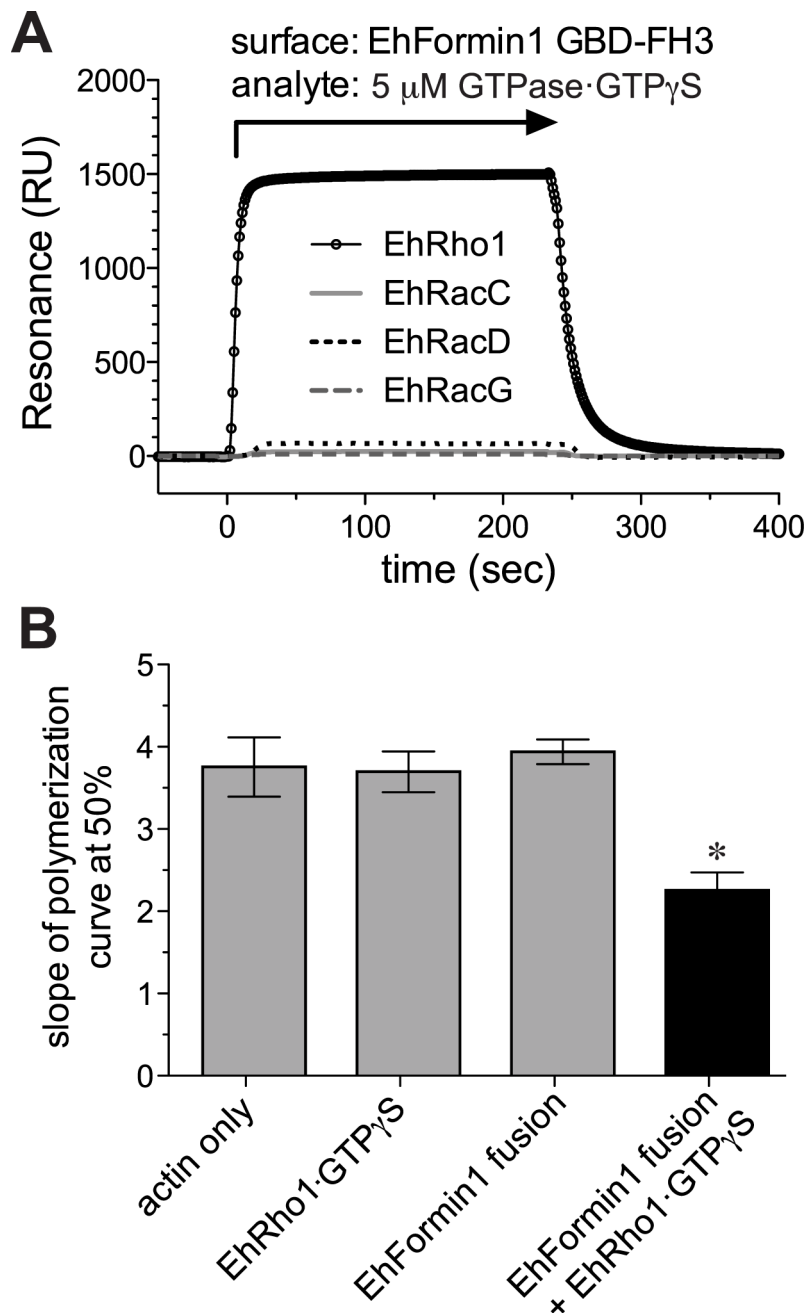 A
surface: EhFormin1 GBD-FH3
analyte: 5 μM GTPase·GTPγS
2000
1500
1000
500
0
Resonance (RU)
EhRho1
EhRacC
EhRacD
EhRacG
0
100
200
300
400
time (sec)
B
5
4
3
2
1
0
slope of polymerization
curve at 50%
*
actin only
EhRho1·GTPγS
EhFormin1 fusion
EhFormin1 fusion
+ EhRho1·GTPγS